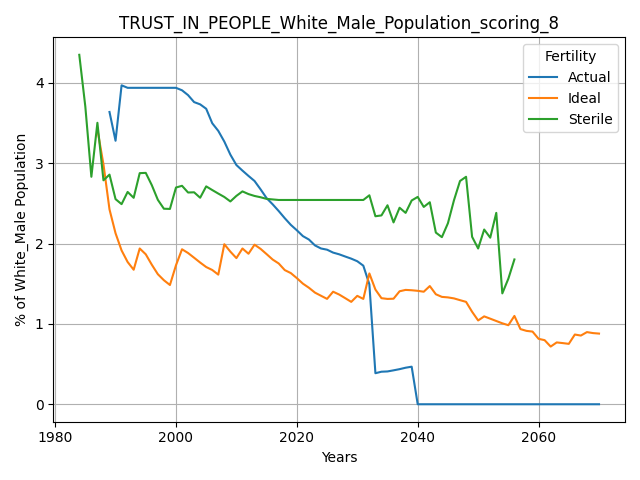 TRUST_IN_PEOPLE_White_Male_Population_scoring_8
% of White_Male Population
4
3
2
1
0
Fertility
Actual
Ideal
Sterile
1980 2000 2020 2040 2060
Years